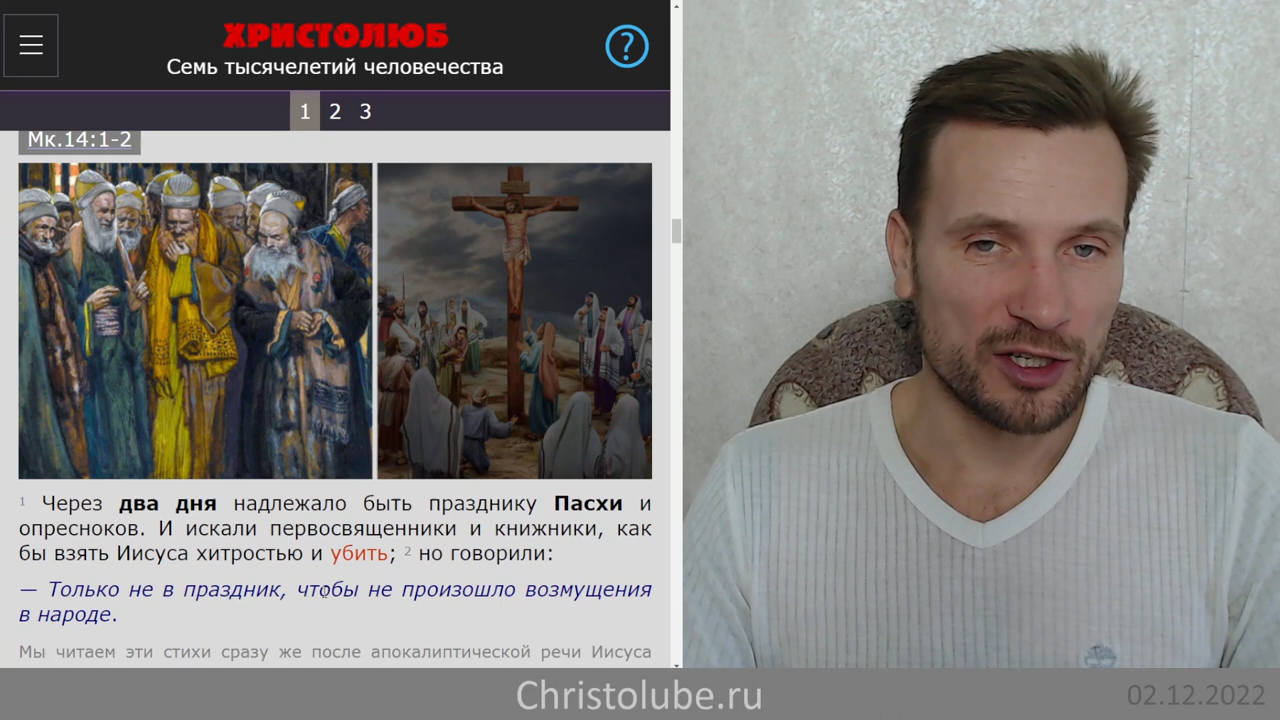 ХРИСТОЛЮБ
Семь тысячелетий человечества
?
1 2 3
Мк.14:1-2
1 Через два дня надлежало быть празднику Пасхи и
опресноков. И искали первосвященники и книжники, как
бы взять Иисуса хитростью и убить; 2 но говорили:
— Только не в праздник, чтобы не произошло возмущения
в народе.
Мы читаем эти стихи сразу же после апокалиптической речи Иисуса
Christolube.ru
02.12.2022